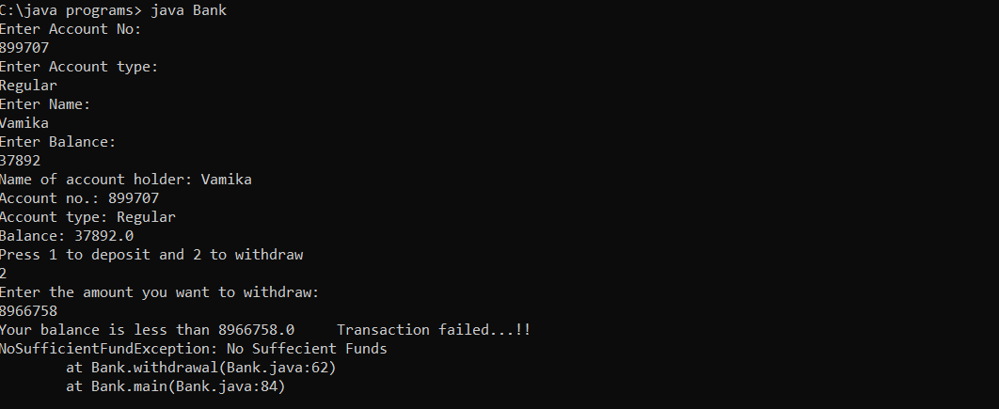 C:\java programs> java Bank
Enter Account No:
899707
Enter Account type:
Regular
Enter Name:
Vamika
Enter Balance:
37892
Name of account holder: Vamika
Account no.: 899707
Account type: Regular
Balance: 37892.0
Press 1 to deposit and 2 to withdraw
2
Enter the amount you want to withdraw:
8966758
Your balance is less than 8966758.0     Transaction failed...!!
NoSufficientFundException: No Suffecient Funds
        at Bank.withdrawal(Bank.java:62)
        at Bank.main(Bank.java:84)